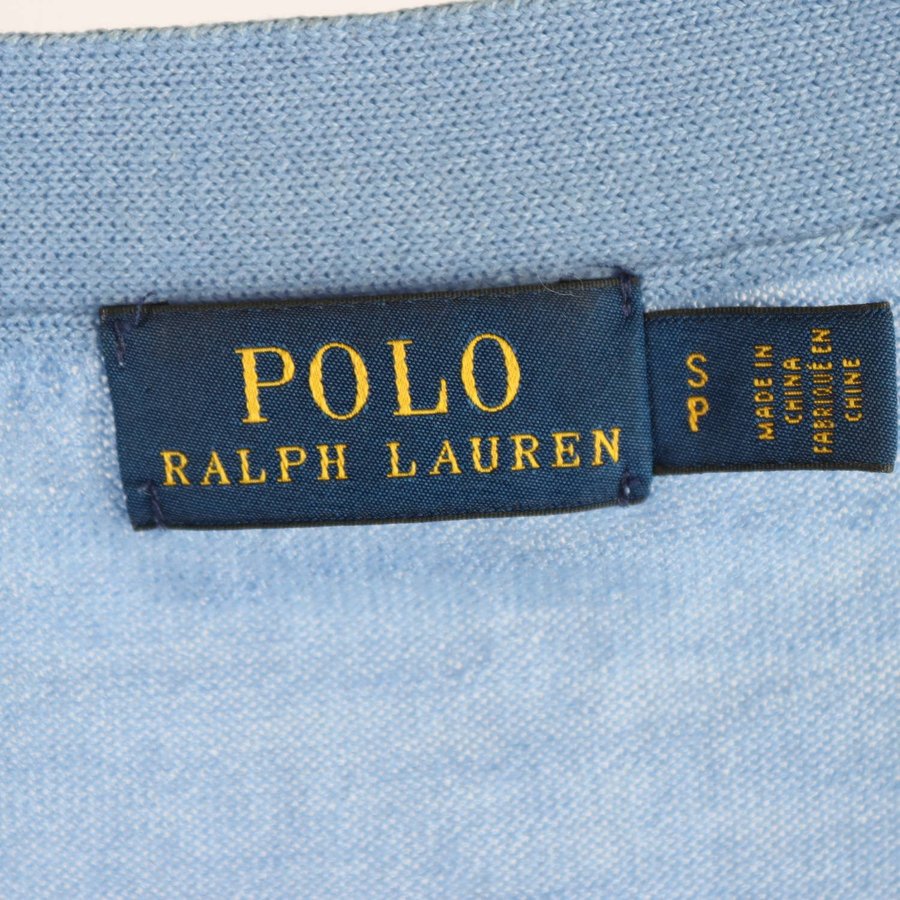 POLO
RALPH LAUREN
S
P
MADE IN
CHINA
FABRIQUÉ EN
CHINE